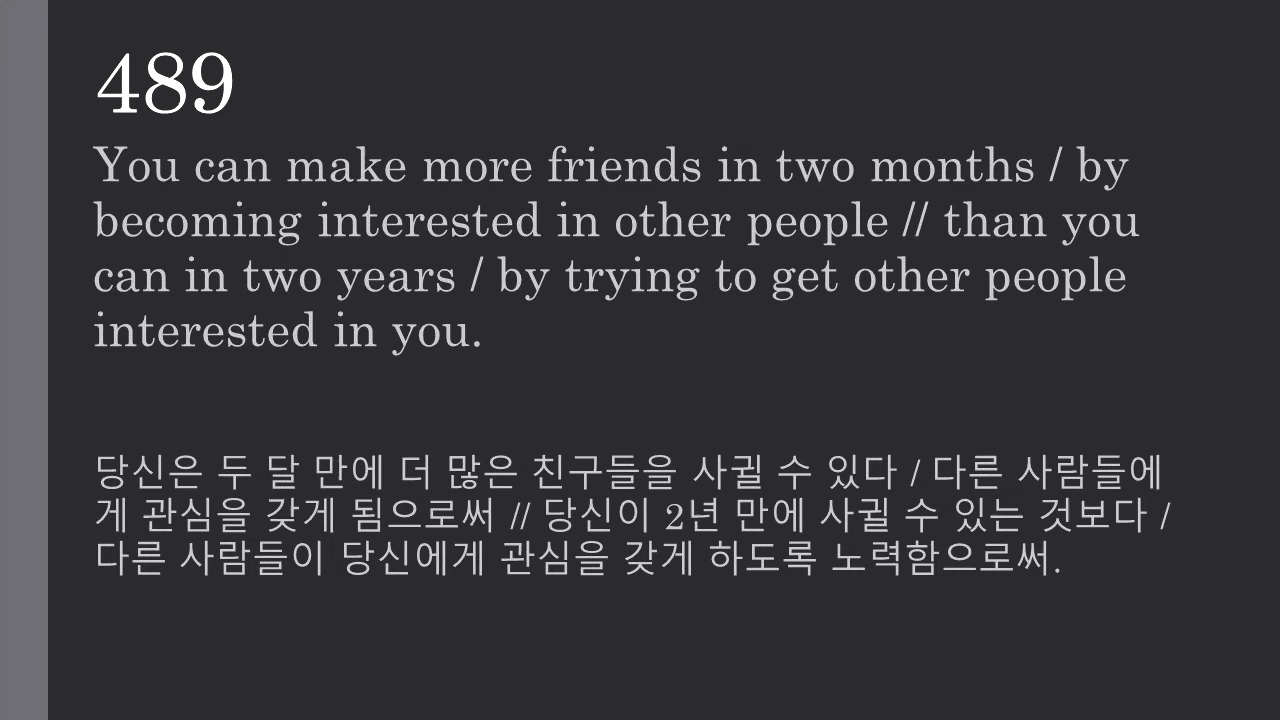 489
You can make more friends in two months / by
becoming interested in other people // than you
can in two years / by trying to get other people
interested in you.
당신은 두 달 만에 더 많은 친구들을 사귈 수 있다 / 다른 사람들에
게 관심을 갖게 됨으로써 // 당신이 2년 만에 사귈 수 있는 것보다 /
다른 사람들이 당신에게 관심을 갖게 하도록 노력함으로써.